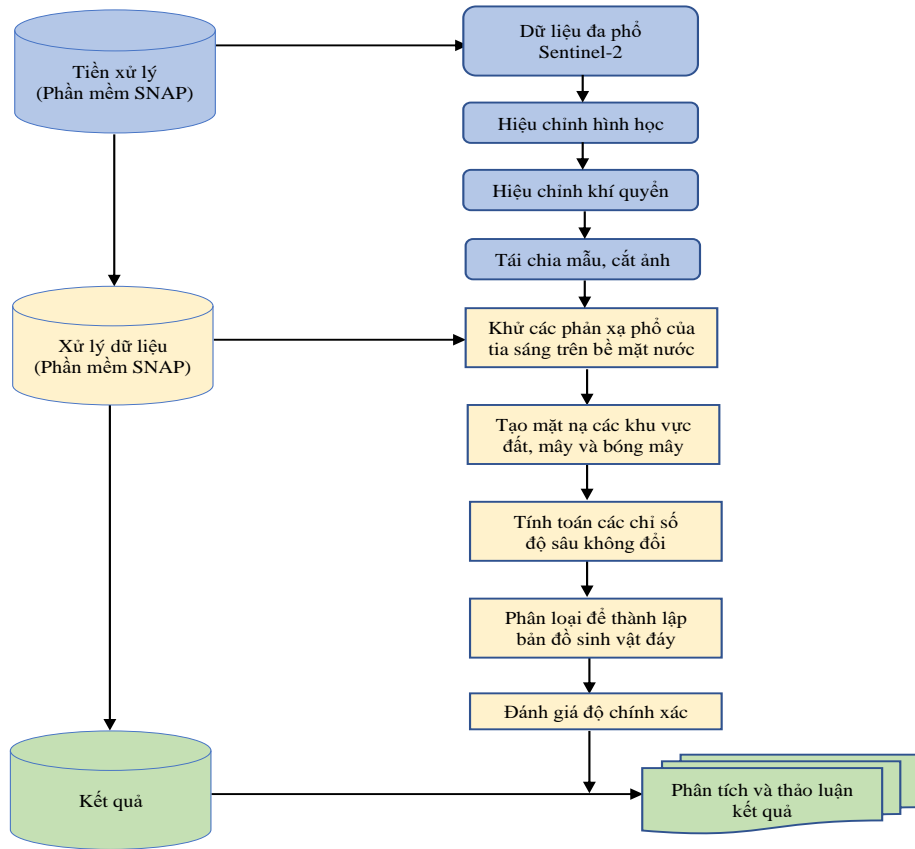 Dữ liệu đa phổ
Sentinel-2
Tiền xử lý
(Phần mềm SNAP)
Hiệu chỉnh hình học
Hiệu chỉnh khí quyển
Tái chia mẫu, cắt ảnh
Khử các phản xạ phổ của
tia sáng trên bề mặt nước
Xử lý dữ liệu
(Phần mềm SNAP)
Tạo mặt nạ các khu vực
đất, mây và bóng mây
Tính toán các chỉ số
độ sâu không đổi
Phân loại để thành lập
bản đồ sinh vật đáy
Đánh giá độ chính xác
Kết quả
Phân tích và thảo luận
kết quả